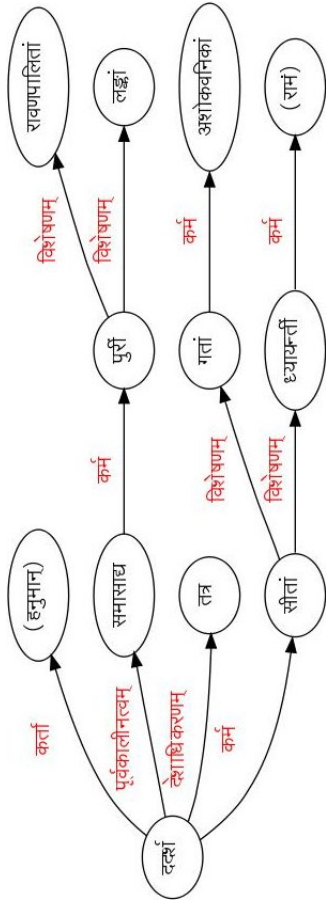 ददर्श
कर्ता
पूर्वकालीनत्वम्
देशाधिकरणम्
कर्म
(हनुमान्)
समासाद्य
तत्र
सीतां
कर्म
विशेषणम्
विशेषणम्
पुरीं
गतां
ध्यायन्तीं
विशेषणम्
विशेषणम्
कर्म
कर्म
रावणपालितां
लङ्कां
अशोकवनिकां
(रामं)